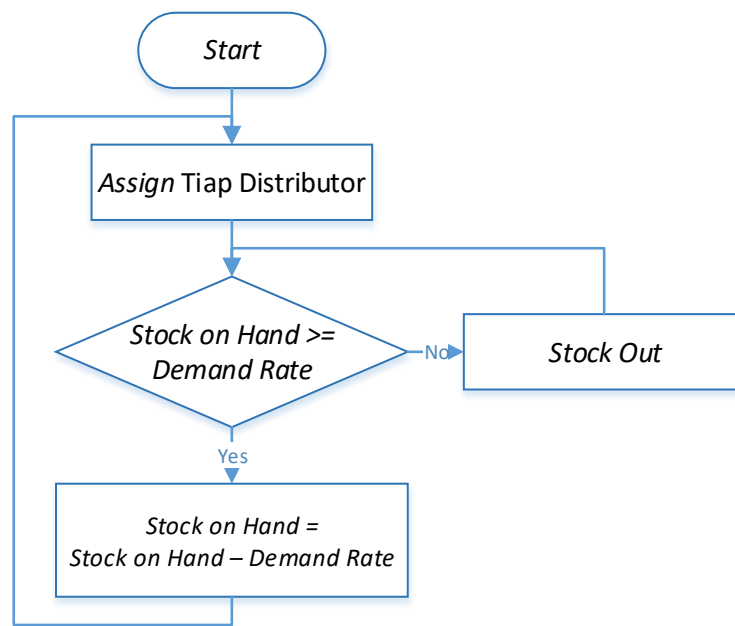 Start
Assign Tiap Distributor
Stock on Hand >=
Demand Rate
No
Stock Out
Yes
Stock on Hand =
Stock on Hand – Demand Rate